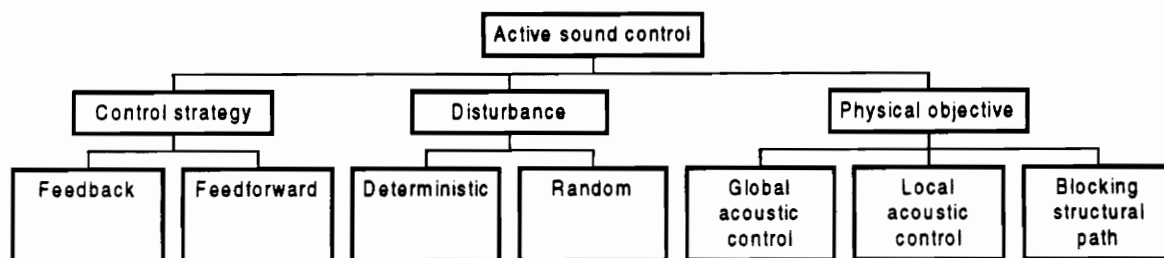 Active sound control
Control strategy
Disturbance
Physical objective
Feedback
Feedforward
Deterministic
Random
Global
acoustic
control
Local
acoustic
control
Blocking
structural
path